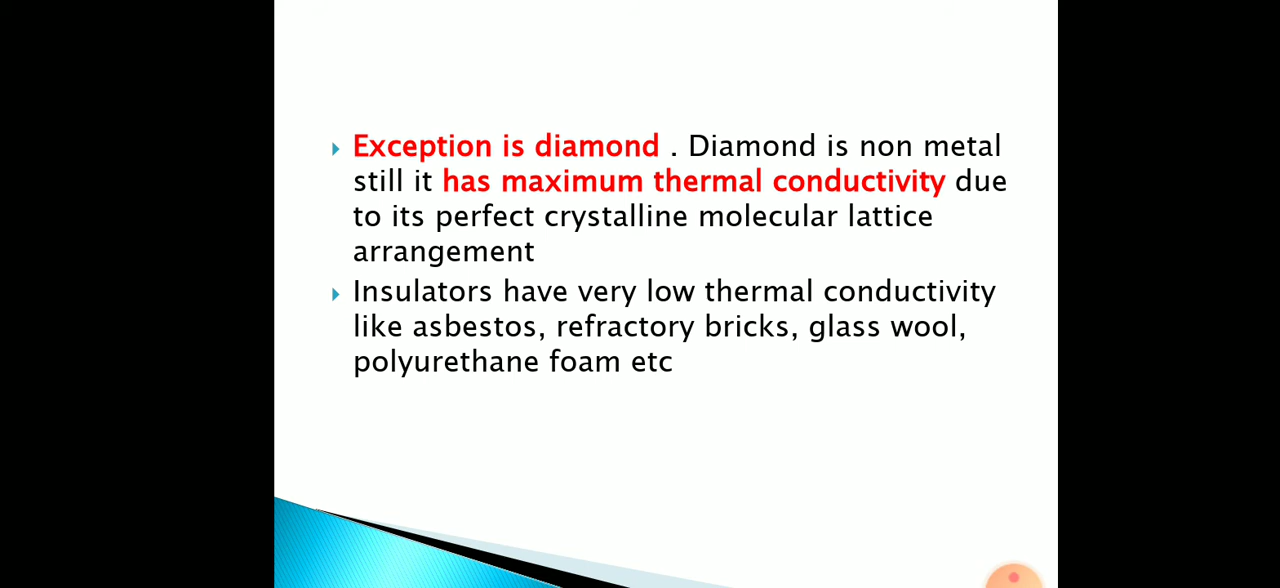 Exception is diamond . Diamond is non metal
still it has maximum thermal conductivity due
to its perfect crystalline molecular lattice
arrangement
Insulators have very low thermal conductivity
like asbestos, refractory bricks, glass wool,
polyurethane foam etc